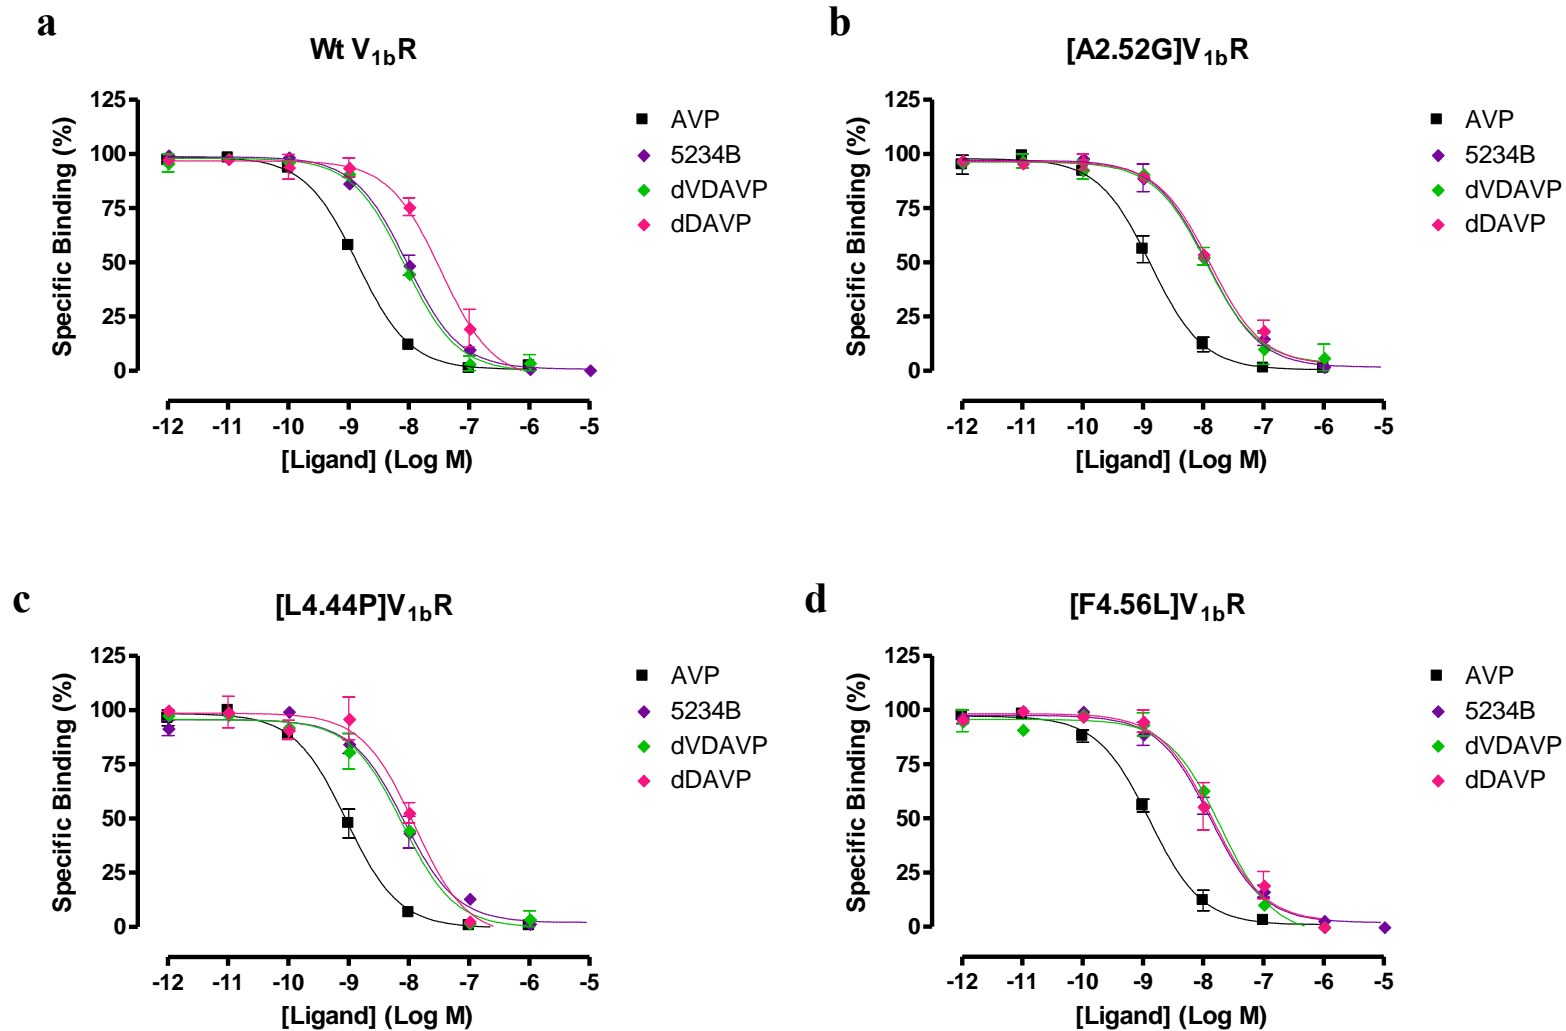 a
Wt V1bR
125
100
75
50
25
0
Specific Binding (%)
-12 -11 -10 -9 -8 -7 -6 -5
[Ligand] (Log M)
AVP
5234B
dVDAVP
dDAVP
b
[A2.52G]V1bR
125
100
75
50
25
0
Specific Binding (%)
-12 -11 -10 -9 -8 -7 -6 -5
[Ligand] (Log M)
AVP
5234B
dVDAVP
dDAVP
c
[L4.44P]V1bR
125
100
75
50
25
0
Specific Binding (%)
-12 -11 -10 -9 -8 -7 -6 -5
[Ligand] (Log M)
AVP
5234B
dVDAVP
dDAVP
d
[F4.56L]V1bR
125
100
75
50
25
0
Specific Binding (%)
-12 -11 -10 -9 -8 -7 -6 -5
[Ligand] (Log M)
AVP
5234B
dVDAVP
dDAVP